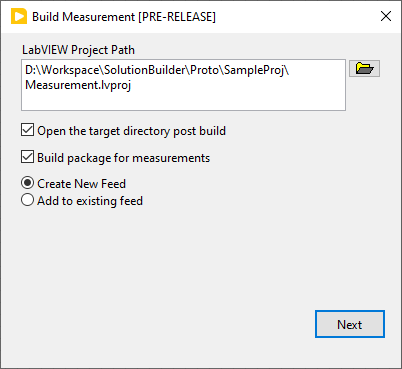 Build Measurement [PRE-RELEASE]
LabVIEW Project Path
D:\Workspace\SolutionBuilder\Proto\SampleProj\
Measurement.lvproj
Open the target directory post build
Build package for measurements
Create New Feed
Add to existing feed
Next